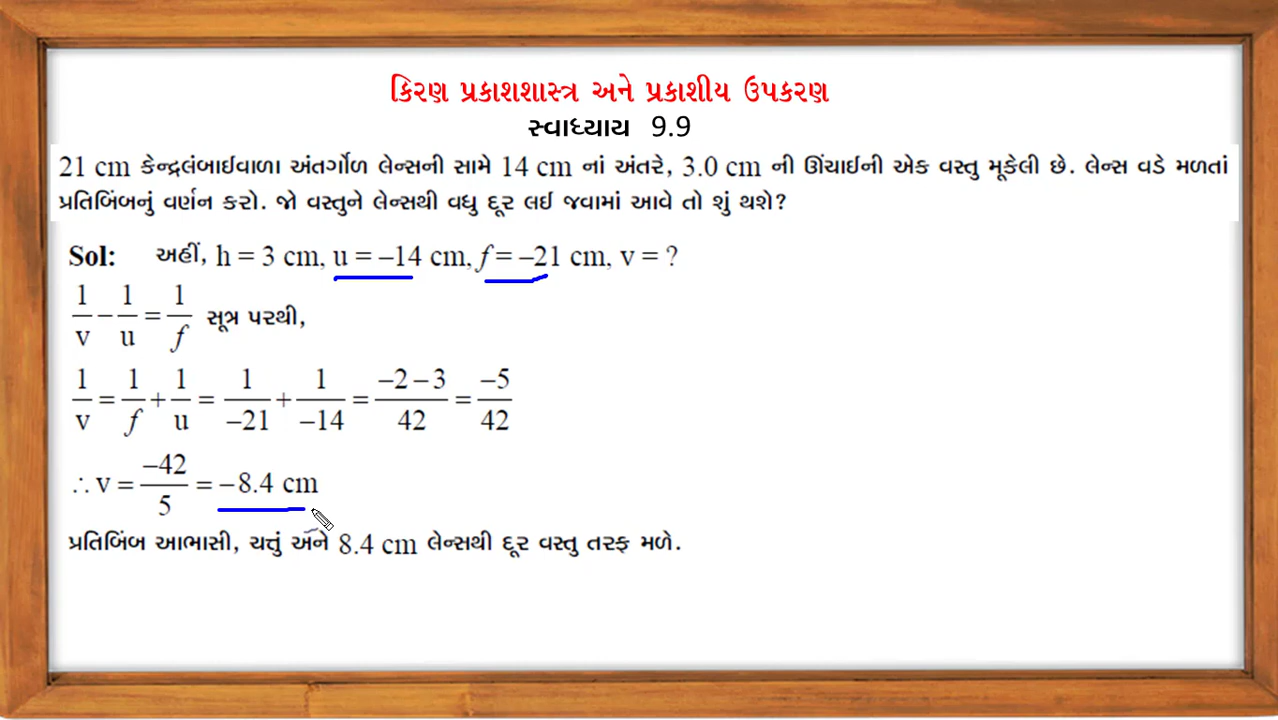 કિરણ પ્રકાશશાસ્ત્ર અને પ્રકાશીય ઉપકરણ
સ્વાધ્યાય 9.9
21 cm કેન્દ્રલંબાઈવાળા અંતર્ગોળ લેન્સની સામે 14 cm નાં અંતરે, 3.0 cm ની ઊંચાઈની એક વસ્તુ મૂકેલી છે. લેન્સ વડે મળતાં
પ્રતિબિંબનું વર્ણન કરો. જો વસ્તુને લેન્સથી વધુ દૂર લઈ જવામાં આવે તો શું થશે?
Sol: અહીં, h = 3 cm, u = –14 cm, f = –21 cm, v = ?
1/v – 1/u = 1/f સૂત્ર પરથી,
1/v = 1/f + 1/u = 1/–21 + 1/–14 = –2 – 3/42 = –5/42
∴ v = –42/5 = –8.4 cm
પ્રતિબિંબ આભાસી, ચત્તું અને 8.4 cm લેન્સથી દૂર વસ્તુ તરફ મળે.